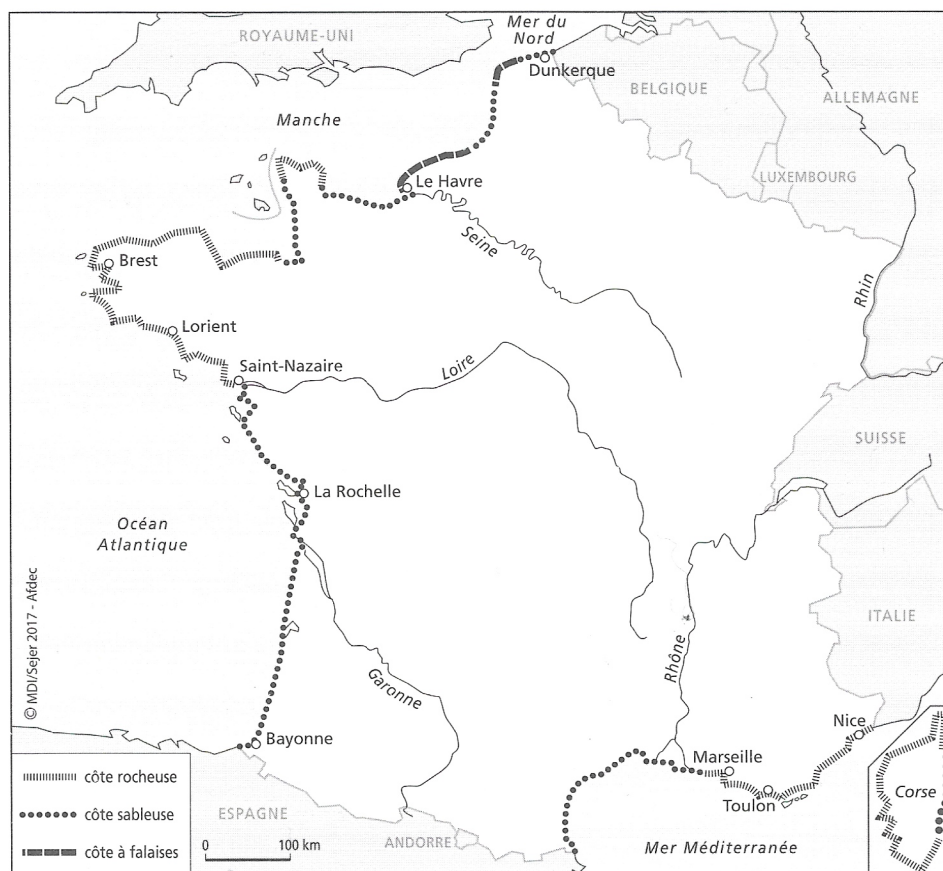 ROYAUME-UNI
Mer du
Nord
Dunkerque
BELGIQUE
ALLEMAGNE
Manche
LUXEMBOURG
Le Havre
Seine
Brest
Rhin
Lorient
Saint-Nazaire
Loire
SUISSE
La Rochelle
Océan
Atlantique
ITALIE
Rhône
Garonne
© MDI/Sejer 2017 - Afdec
Nice
Bayonne
Marseille
côte rocheuse
Corse
Toulon
côte sableuse
ESPAGNE
ANDORRE
Mer Méditerranée
côte à falaises
0
100 km